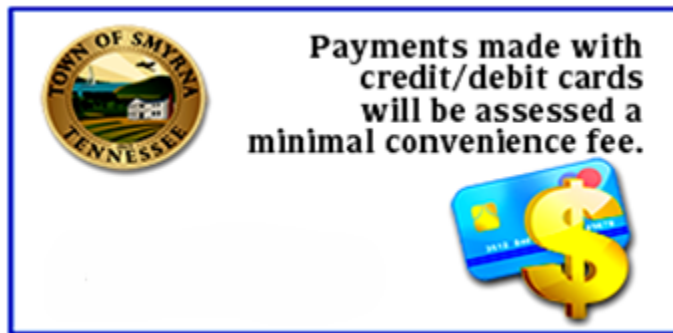 TOWN OF SMYRNA
TENNESSEE
Payments made with
credit/debit cards
will be assessed a
minimal convenience fee.